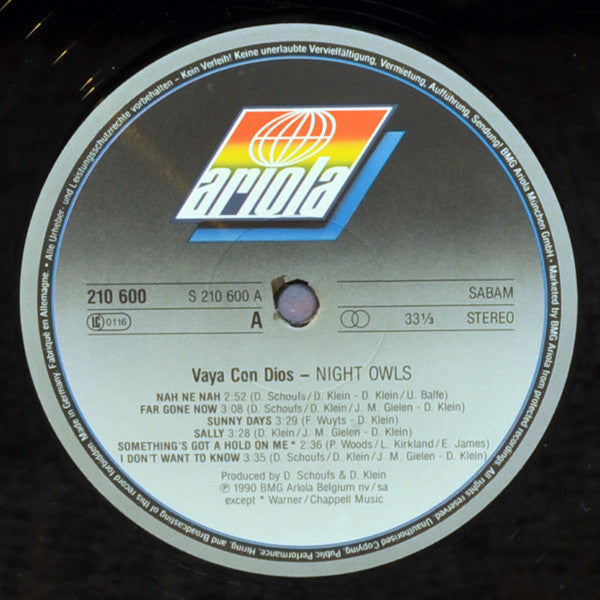 Kein Verleih! Keine unerlaubte Vervielfältigung, Vermietung, Aufführung, Sendung! BMG Ariola München GmbH · Marketed by BMG Ariola
from protected recordings. All rights reserved. Unauthorised Copying, Public Performance, Hiring, and Broadcasting of this record forbidden. Made in Germany. Fabriqué en Allemagne. • Alle Urheber- und Leistungsschutzrechte vorbehalten –
ariola
210 600 S 210 600 A SABAM
LC 0116 A 33⅓ STEREO
Vaya Con Dios – NIGHT OWLS
NAH NE NAH 2:52 (D. Schoufs/D. Klein - D. Klein/U. Balfe)
FAR GONE NOW 3:08 (D. Schoufs/D. Klein/J. M. Gielen - D. Klein)
SUNNY DAYS 3:29 (F. Wuyts - D. Klein)
SALLY 3:28 (D. Klein/J. M. Gielen - D. Klein)
SOMETHING'S GOT A HOLD ON ME * 2:36 (P. Woods/L. Kirkland/E. James)
I DON'T WANT TO KNOW 3:35 (D. Schoufs/D. Klein/J. M. Gielen - D. Klein)
Produced by D. Schoufs & D. Klein
℗ 1990 BMG Ariola Belgium nv/sa
except * Warner/Chappell Music